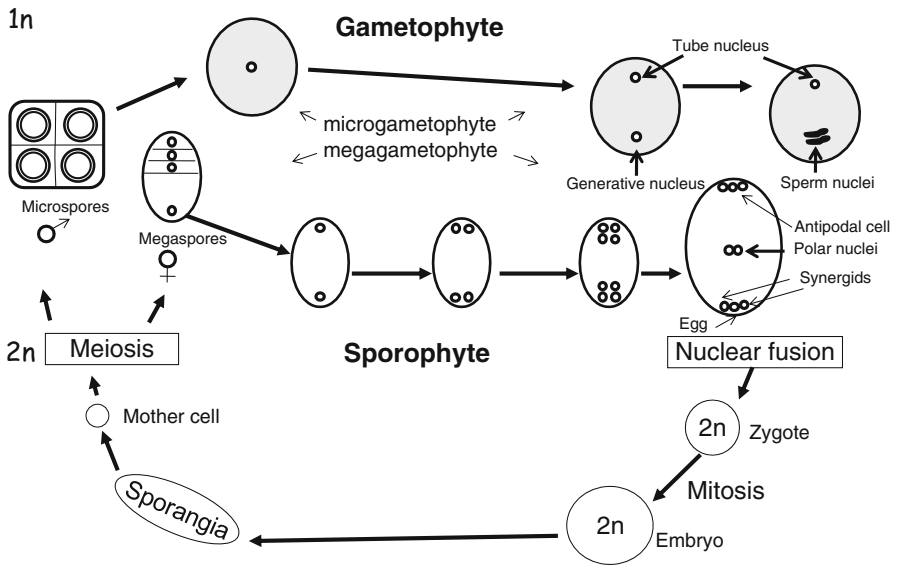 1n
Gametophyte
Tube nucleus
microgametophyte
megagametophyte
Generative nucleus
Sperm nuclei
Microspores
Megaspores
Antipodal cell
Polar nuclei
Synergids
Egg
2n
Meiosis
Sporophyte
Nuclear fusion
Mother cell
2n
Zygote
Mitosis
Sporangia
2n
Embryo